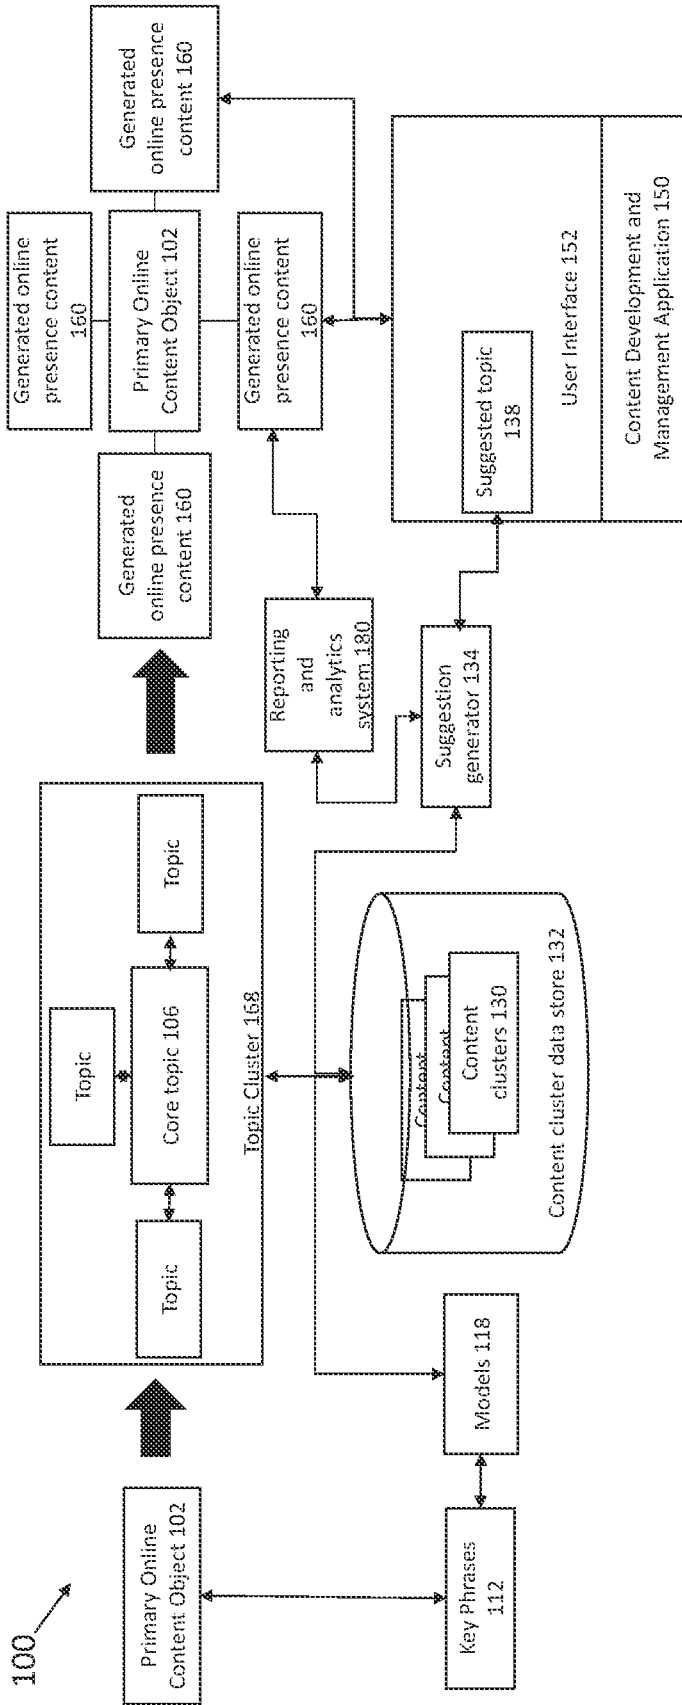 100
Primary Online
Content Object 102
Key Phrases
112
Models 118
Topic
Topic
Core topic 106
Topic
Topic Cluster 168
Content
Content
Content
clusters 130
Content cluster data store 132
Generated
online presence
content 160
Generated online
presence content
160
Primary Online
Content Object 102
Generated online
presence content
160
Generated
online presence
content 160
Reporting
and
analytics
system 180
Suggestion
generator 134
Suggested topic
138
User Interface 152
Content Development and
Management Application 150